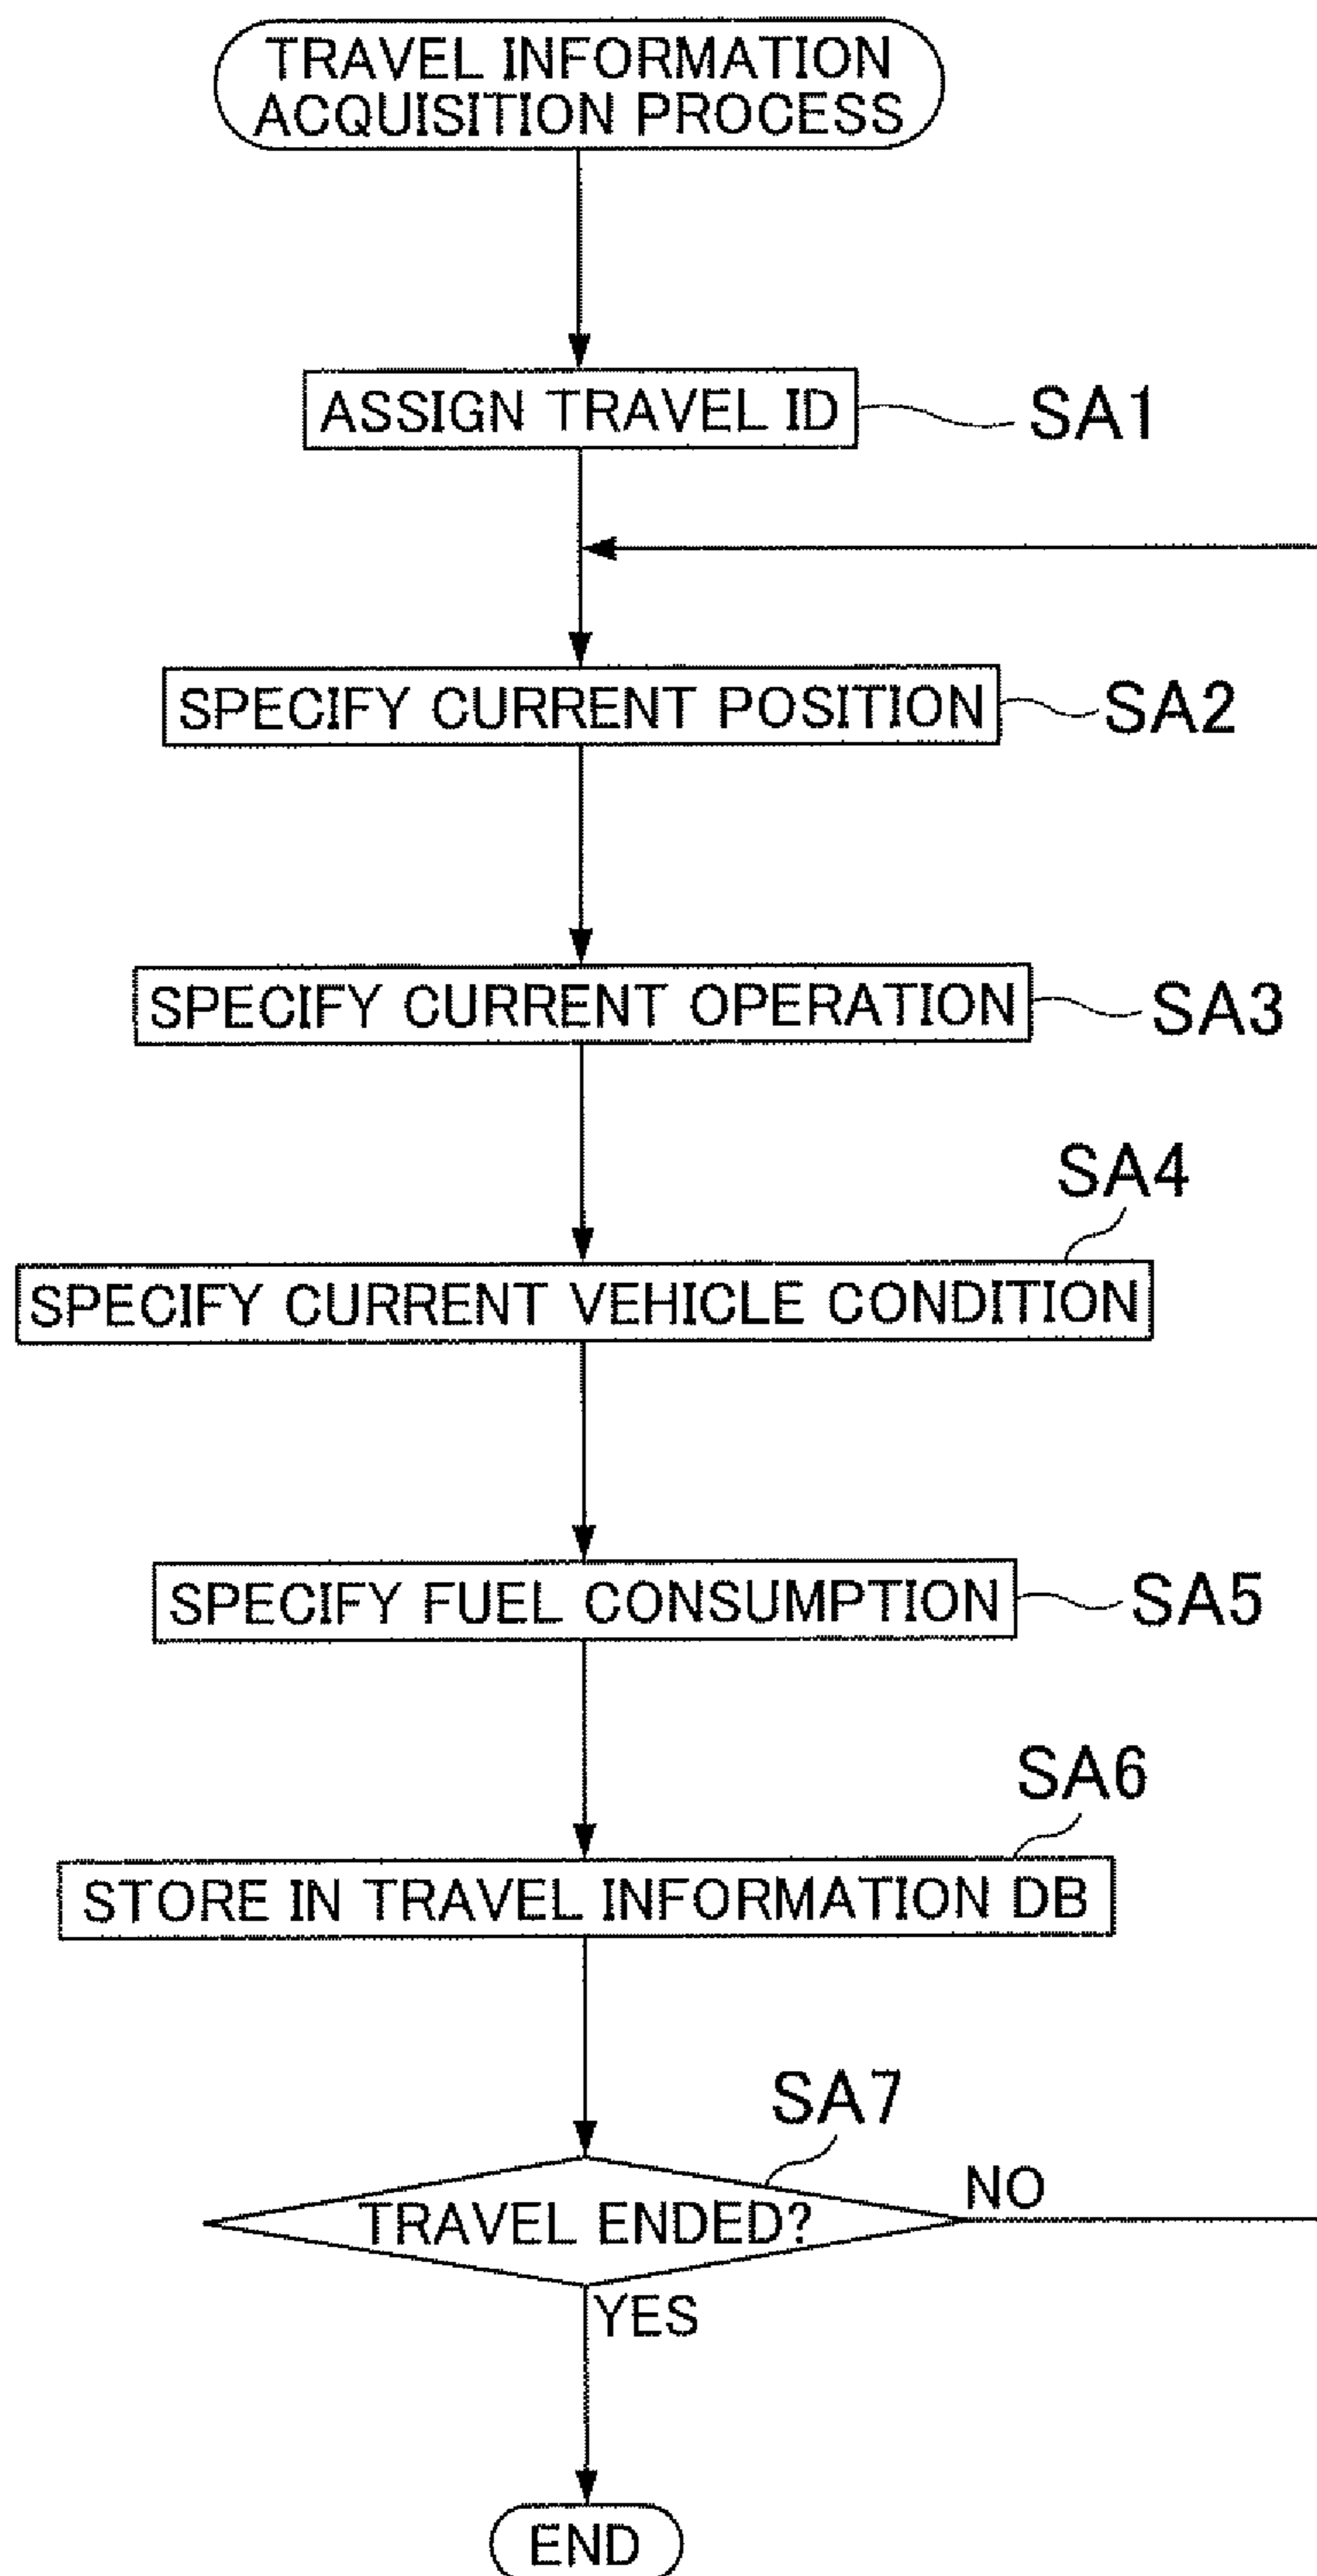 TRAVEL INFORMATION
ACQUISITION PROCESS
ASSIGN TRAVEL ID
SA1
SPECIFY CURRENT POSITION
SA2
SPECIFY CURRENT OPERATION
SA3
SA4
SPECIFY CURRENT VEHICLE CONDITION
SPECIFY FUEL CONSUMPTION
SA5
SA6
STORE IN TRAVEL INFORMATION DB
SA7
TRAVEL ENDED?
NO
YES
END